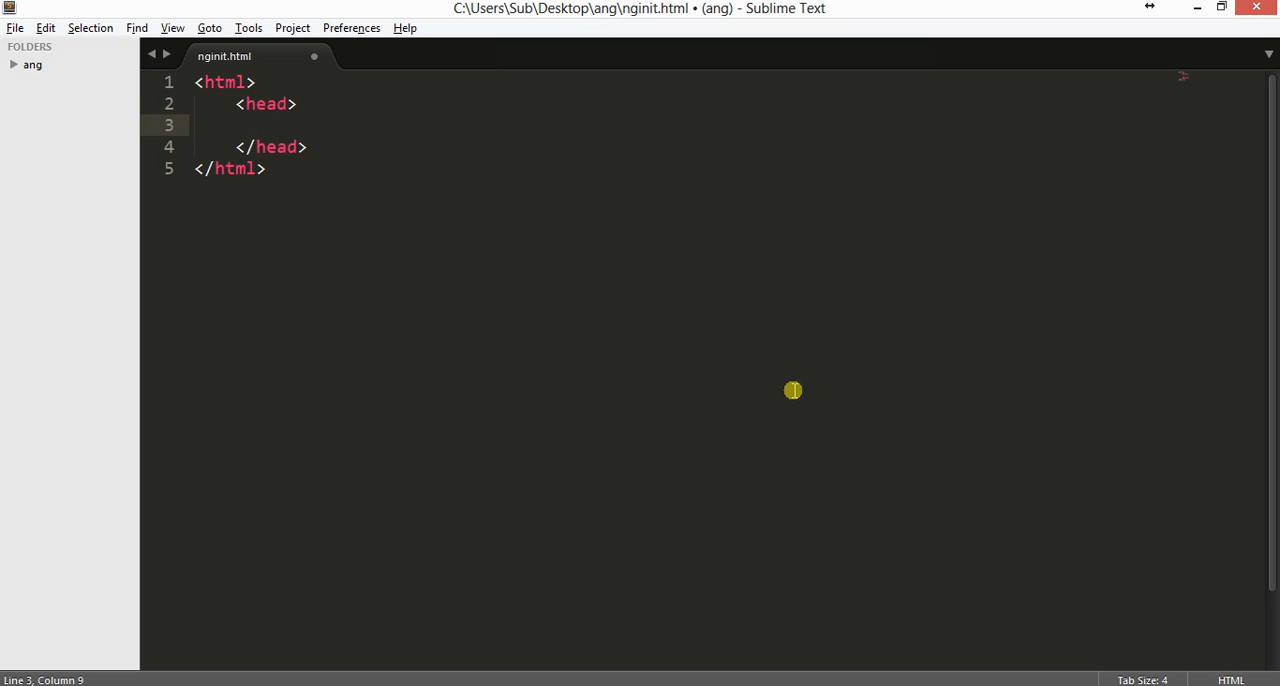 C:\Users\Sub\Desktop\ang\nginit.html • (ang) - Sublime Text
File Edit Selection Find View Goto Tools Project Preferences Help
FOLDERS
ang
nginit.html
1 <html>
2 <head>
3
4 </head>
5 </html>
Line 3, Column 9
Tab Size: 4
HTML